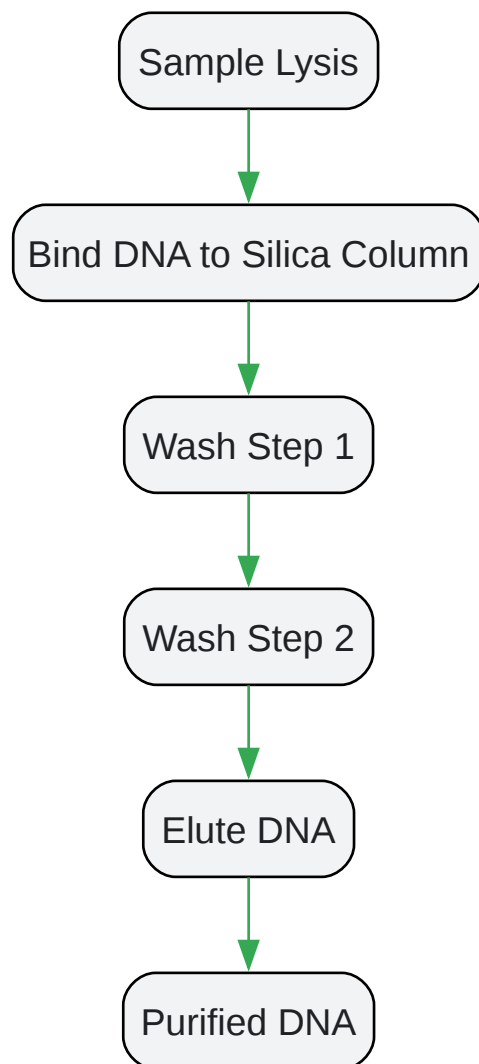 Sample Lysis
Bind DNA to Silica Column
Wash Step 1
Wash Step 2
Elute DNA
Purified DNA